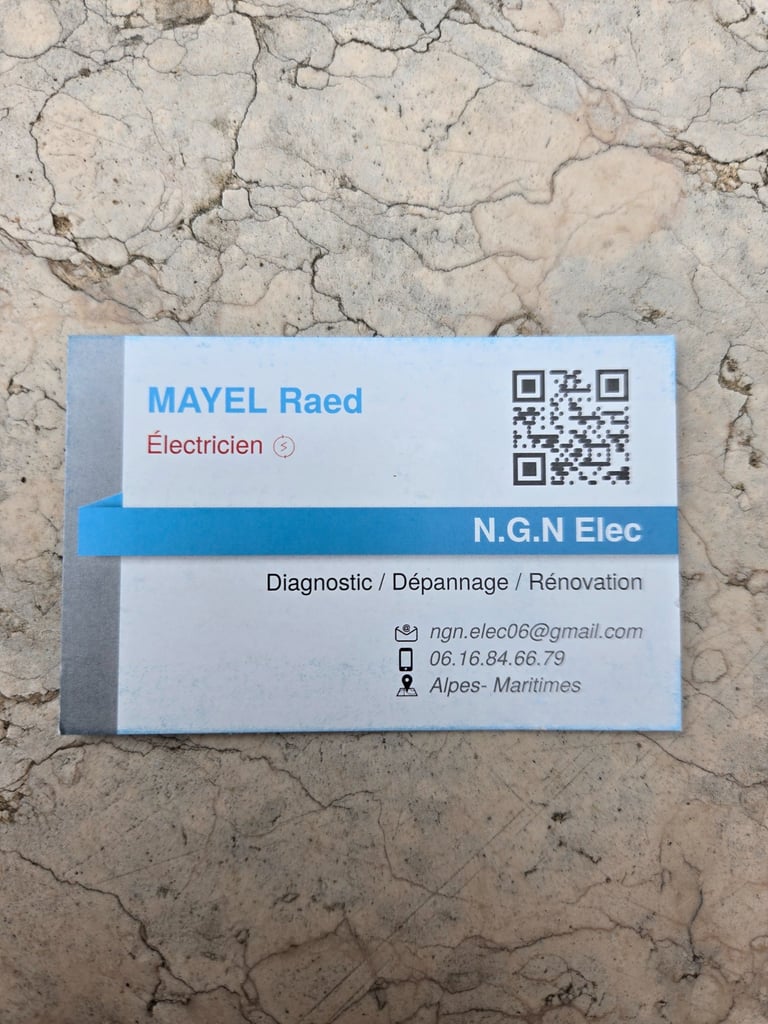 MAYEL Raed
Électricien
N.G.N Elec
Diagnostic / Dépannage / Rénovation
ngn.elec06@gmail.com
06.16.84.66.79
Alpes- Maritimes